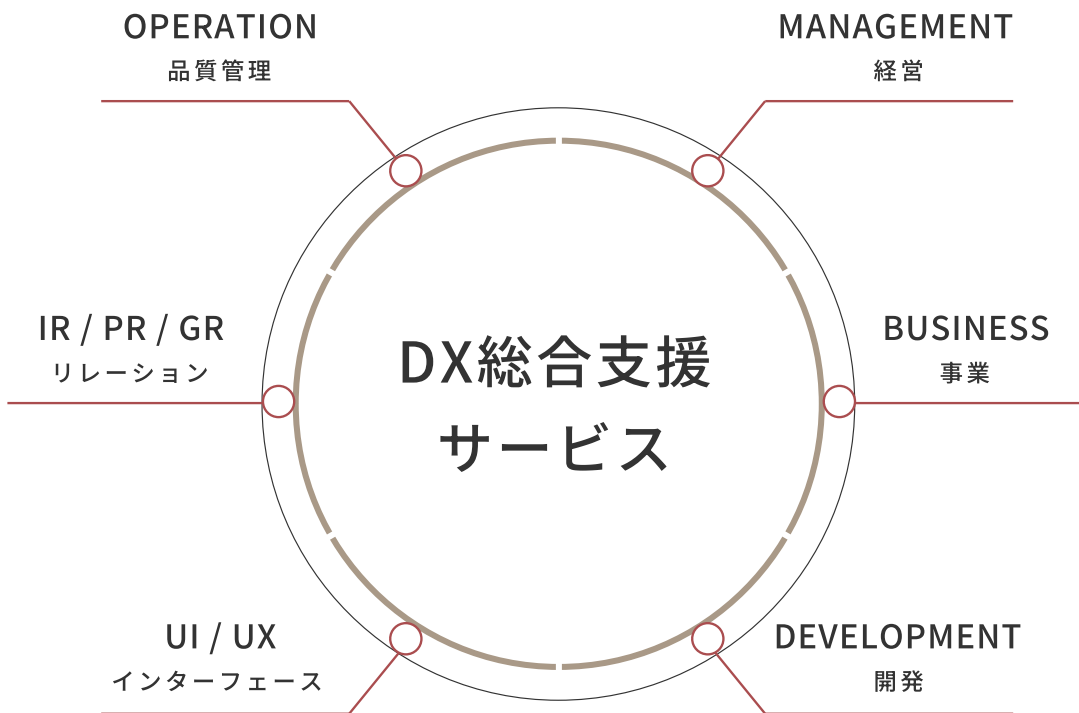 OPERATION
品質管理
MANAGEMENT
経営
IR / PR / GR
リレーション
DX総合支援
サービス
BUSINESS
事業
UI / UX
インターフェース
DEVELOPMENT
開発